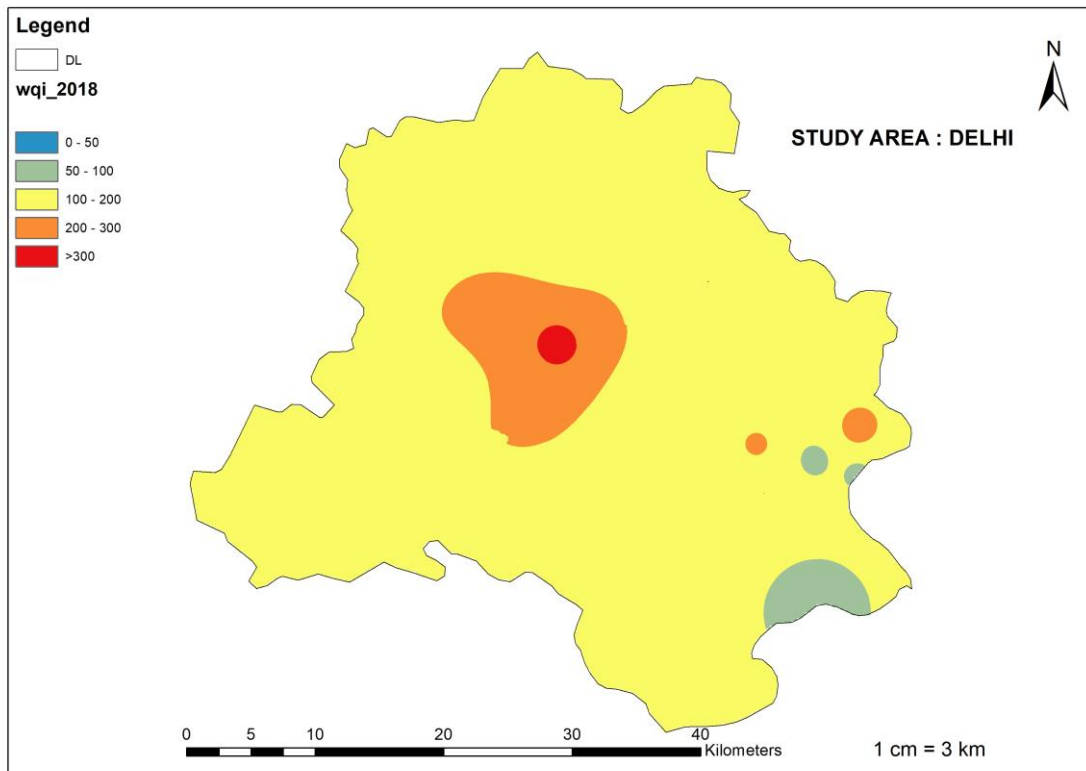 Legend
DL
wqi_2018
0 - 50
50 - 100
100 - 200
200 - 300
>300
N
STUDY AREA : DELHI
0 5 10 20 30 40
Kilometers
1 cm = 3 km